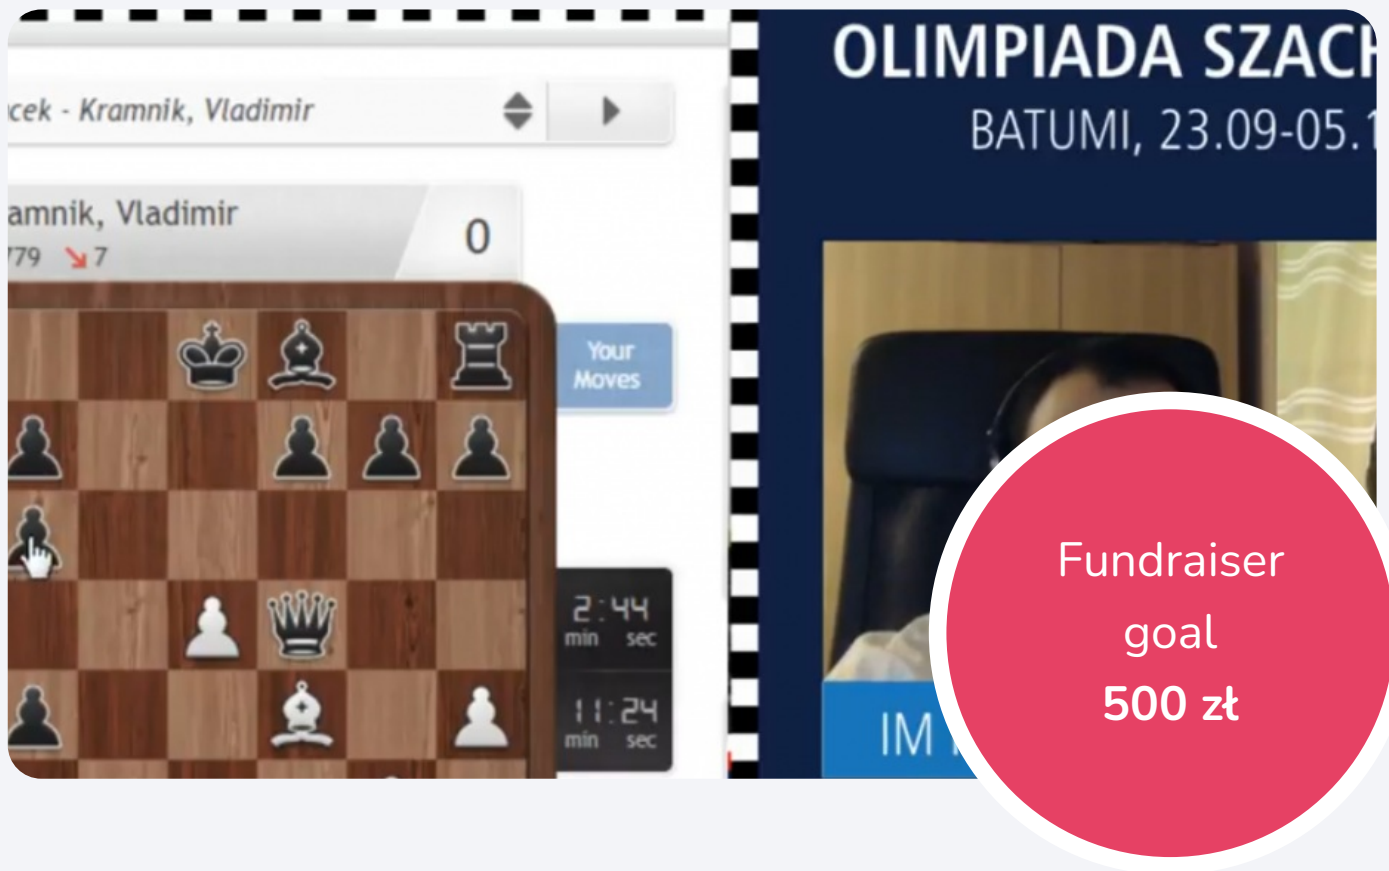 cek - Kramnik, Vladimir
amnik, Vladimir
0
779 7
Your
Moves
2:44
min sec
11:24
min sec
OLIMPIADA SZACH
BATUMI, 23.09-05.1
IM
Fundraiser
goal
500 zł